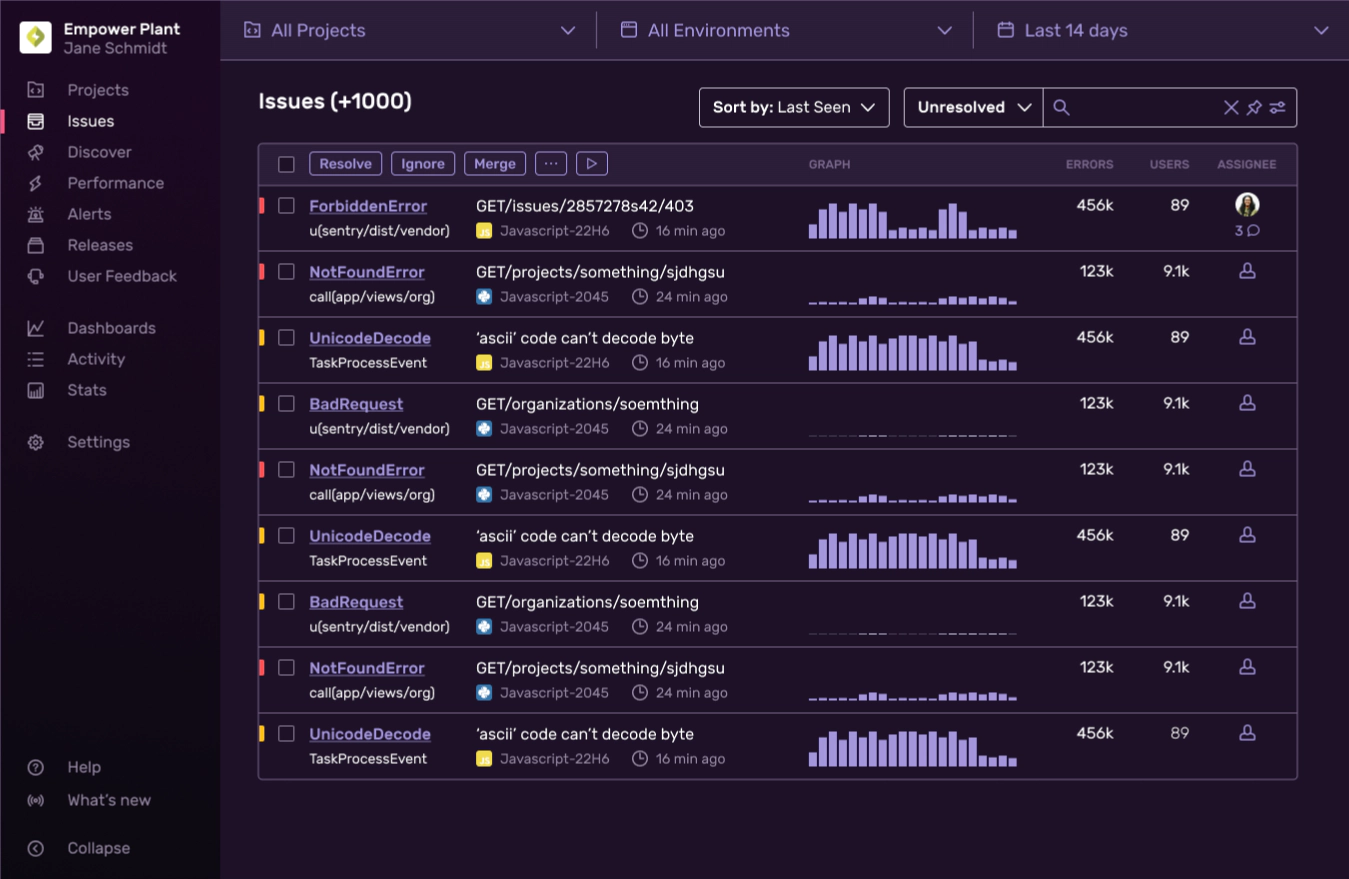 Empower Plant
Jane Schmidt
All Projects
All Environments
Last 14 days
Projects
Issues
Discover
Performance
Alerts
Releases
User Feedback
Dashboards
Activity
Stats
Settings
Help
What's new
Collapse
Issues (+1000)
Sort by: Last Seen
Unresolved
Resolve Ignore Merge ... GRAPH ERRORS USERS ASSIGNEE
ForbiddenError GET/issues/2857278s42/403 456k 89
u(sentry/dist/vendor) JS Javascript-22H6 16 min ago 3
NotFoundError GET/projects/something/sjdhgsu 123k 9.1k
call(app/views/org) Javascript-2045 24 min ago
UnicodeDecode ‘ascii’ code can’t decode byte 456k 89
TaskProcessEvent JS Javascript-22H6 16 min ago
BadRequest GET/organizations/soemthing 123k 9.1k
u(sentry/dist/vendor) Javascript-2045 24 min ago
NotFoundError GET/projects/something/sjdhgsu 123k 9.1k
call(app/views/org) Javascript-2045 24 min ago
UnicodeDecode ‘ascii’ code can’t decode byte 456k 89
TaskProcessEvent JS Javascript-22H6 16 min ago
BadRequest GET/organizations/soemthing 123k 9.1k
u(sentry/dist/vendor) Javascript-2045 24 min ago
NotFoundError GET/projects/something/sjdhgsu 123k 9.1k
call(app/views/org) Javascript-2045 24 min ago
UnicodeDecode ‘ascii’ code can’t decode byte 456k 89
TaskProcessEvent JS Javascript-22H6 16 min ago